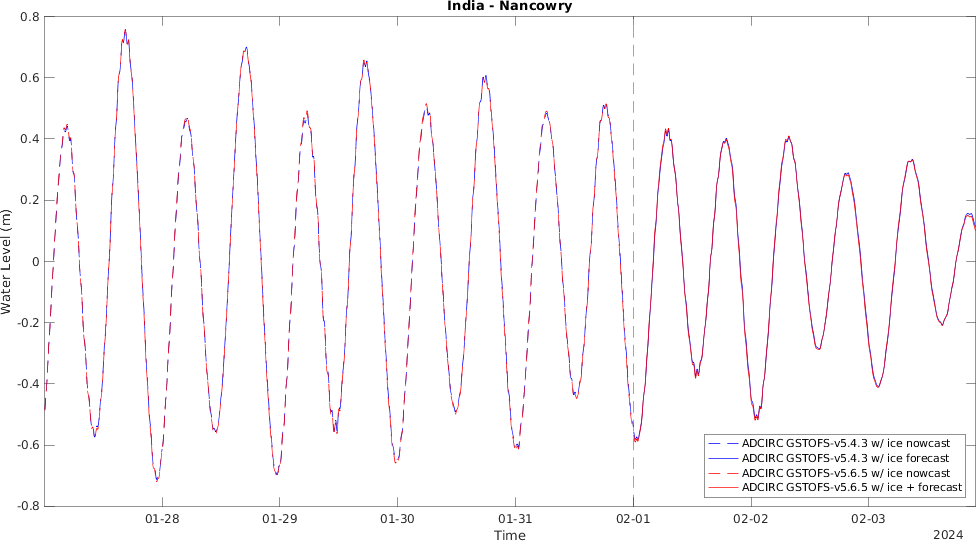 India - Nancowry
0.8
0.6
0.4
0.2
0
-0.2
-0.4
-0.6
-0.8
Water Level (m)
01-28 01-29 01-30 01-31 02-01 02-02 02-03
Time
2024
ADCIRC GSTOFS-v5.4.3 w/ ice nowcast
ADCIRC GSTOFS-v5.4.3 w/ ice forecast
ADCIRC GSTOFS-v5.6.5 w/ ice nowcast
ADCIRC GSTOFS-v5.6.5 w/ ice + forecast